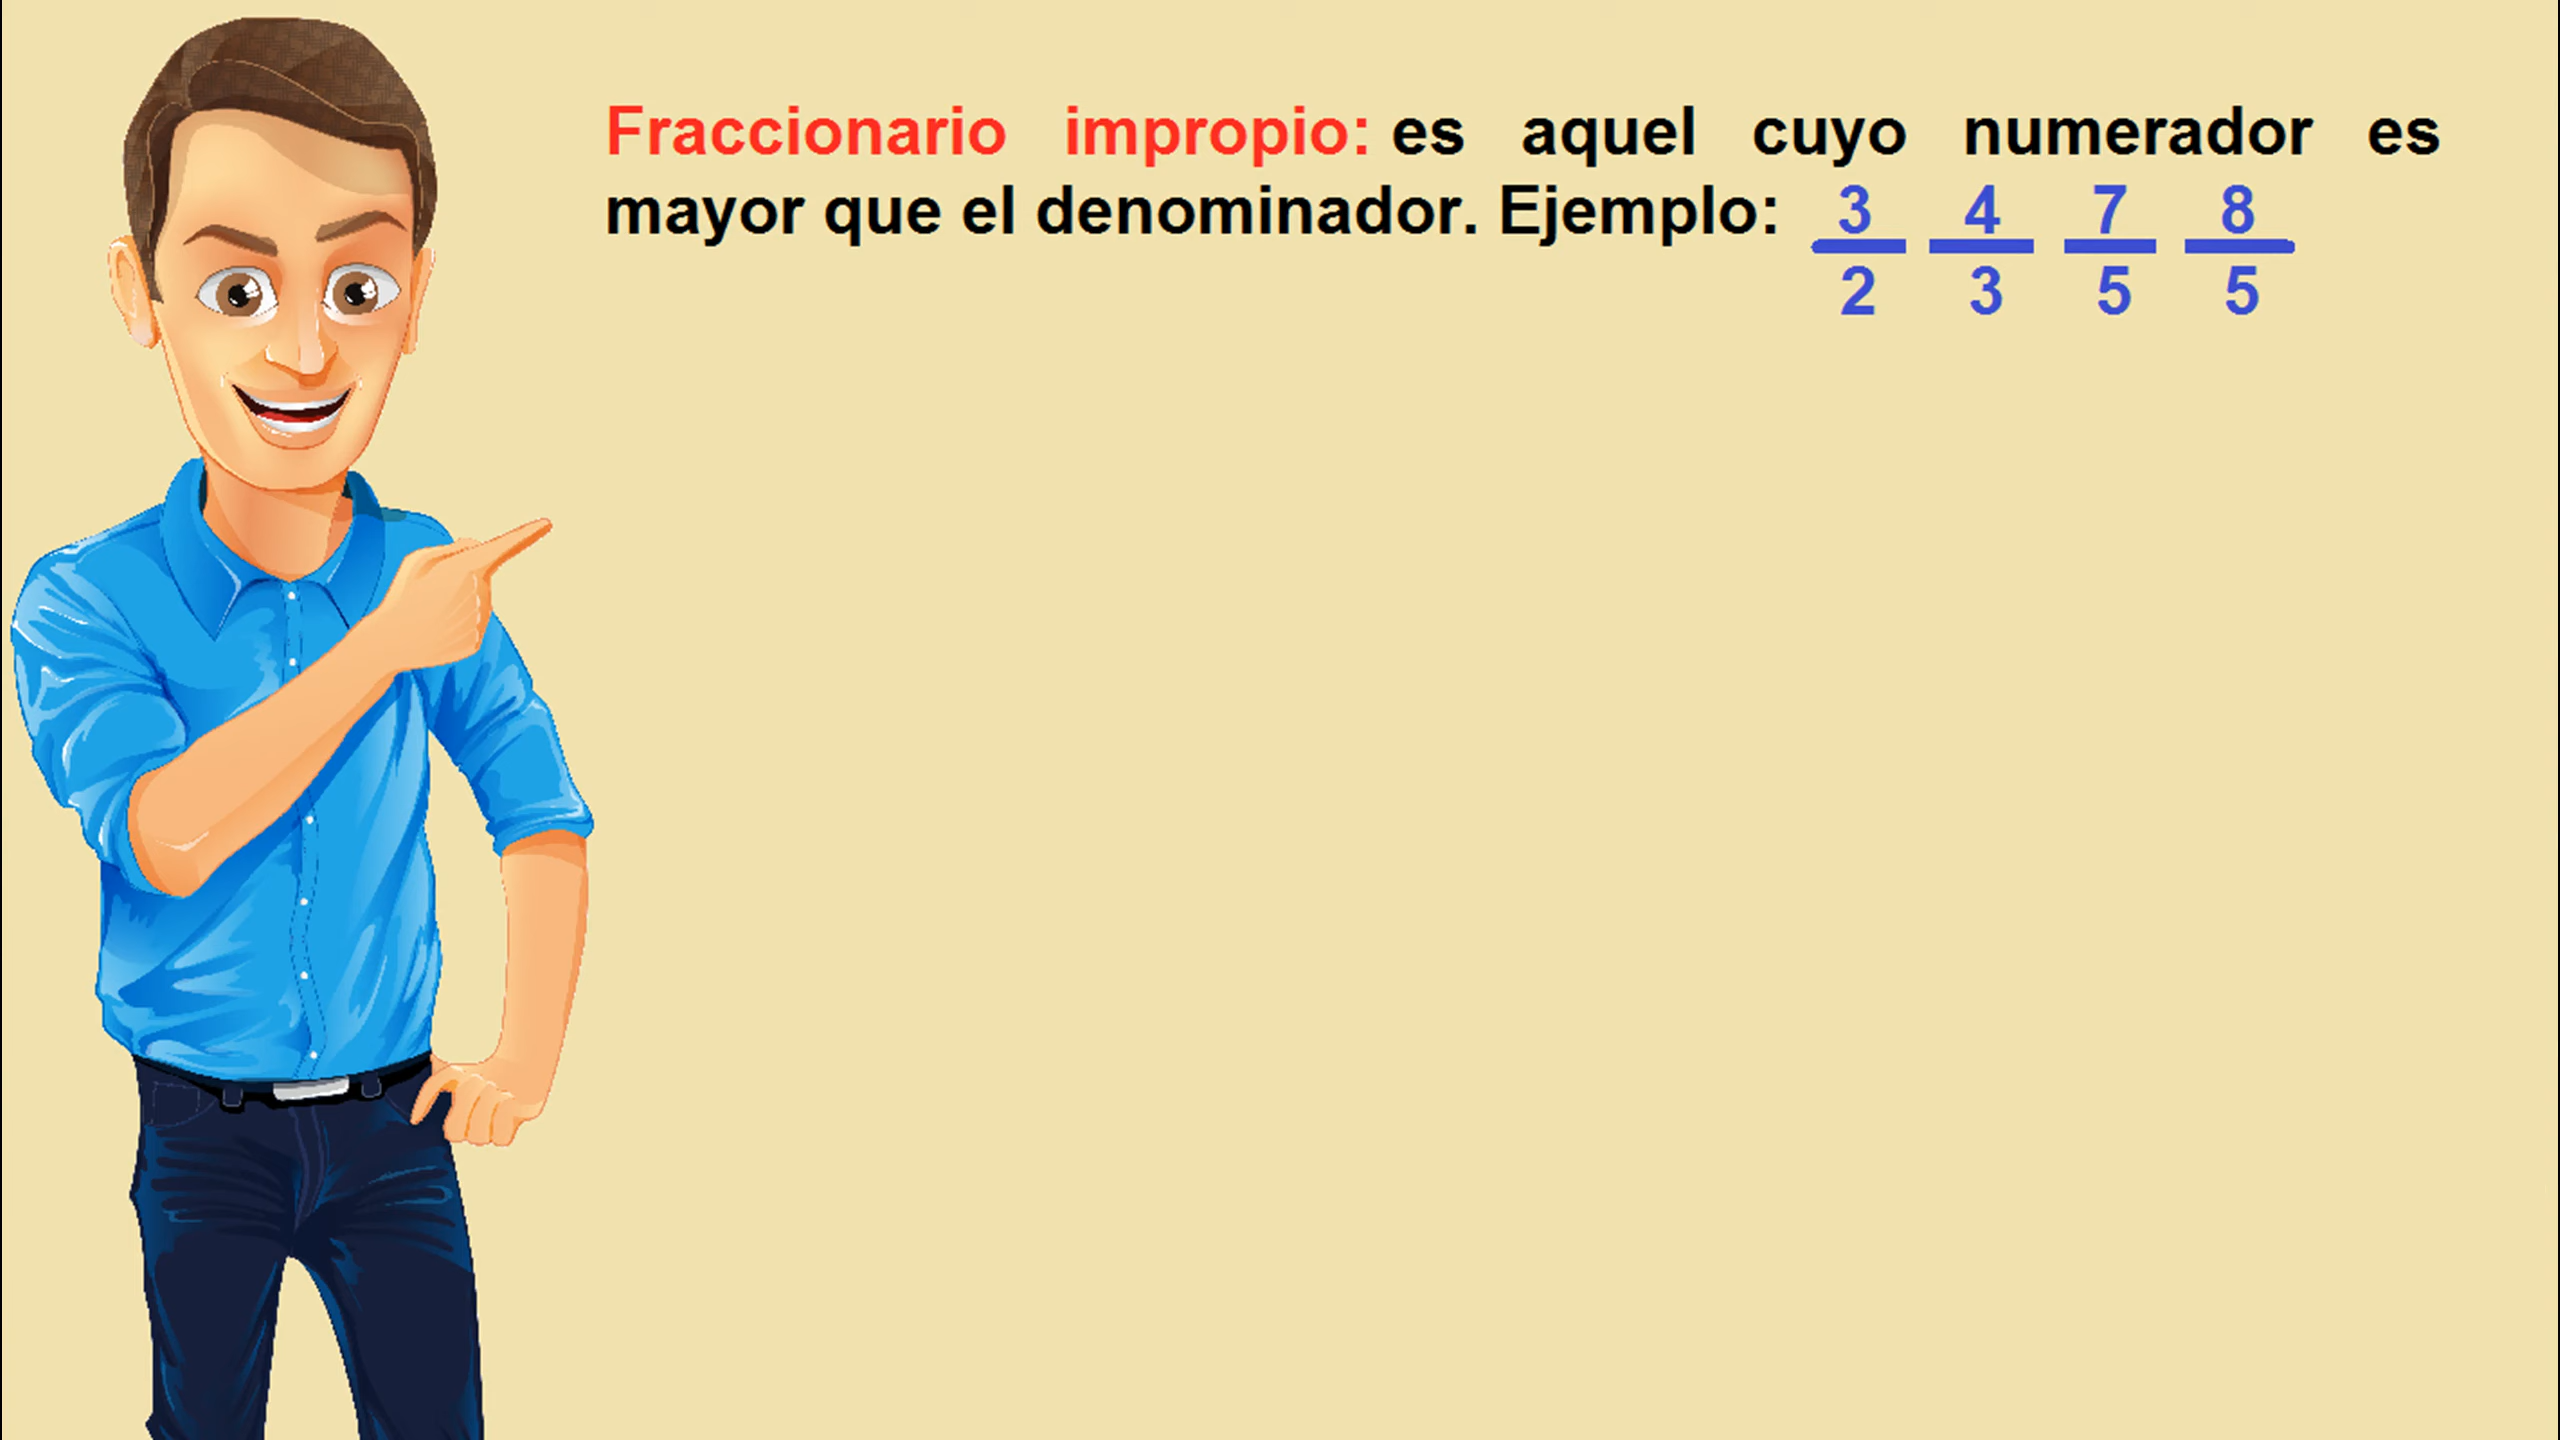 Fraccionario impropio: es aquel cuyo numerador es
mayor que el denominador. Ejemplo: 3 4 7 8
2 3 5 5